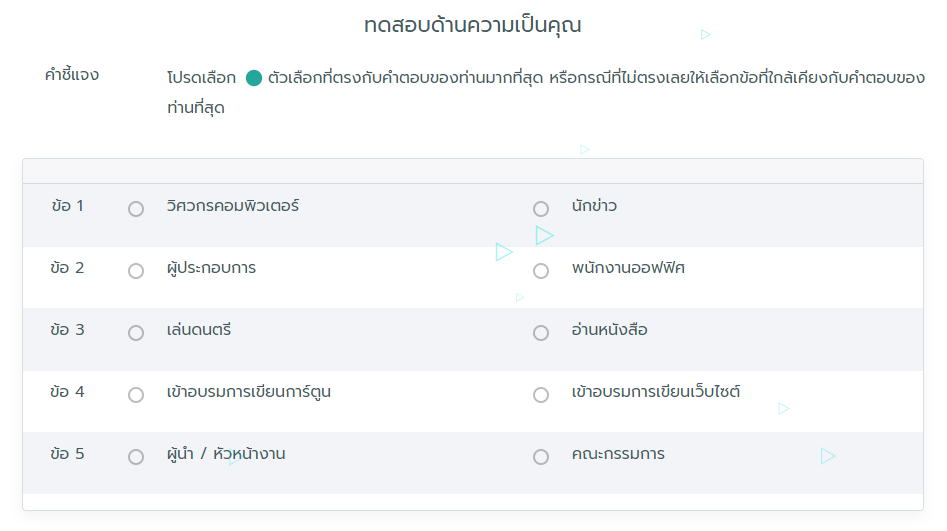 ทดสอบด้านความเป็นคุณ
คำชี้แจง
โปรดเลือก ตัวเลือกที่ตรงกับคำตอบของท่านมากที่สุด หรือกรณีที่ไม่ตรงเลยให้เลือกข้อที่ใกล้เคียงกับคำตอบของ
ท่านที่สุด
ข้อ 1 วิศวกรคอมพิวเตอร์ นักข่าว
ข้อ 2 ผู้ประกอบการ พนักงานออฟฟิศ
ข้อ 3 เล่นดนตรี อ่านหนังสือ
ข้อ 4 เข้าอบรมการเขียนการ์ตูน เข้าอบรมการเขียนเว็บไซต์
ข้อ 5 ผู้นำ / หัวหน้างาน คณะกรรมการ